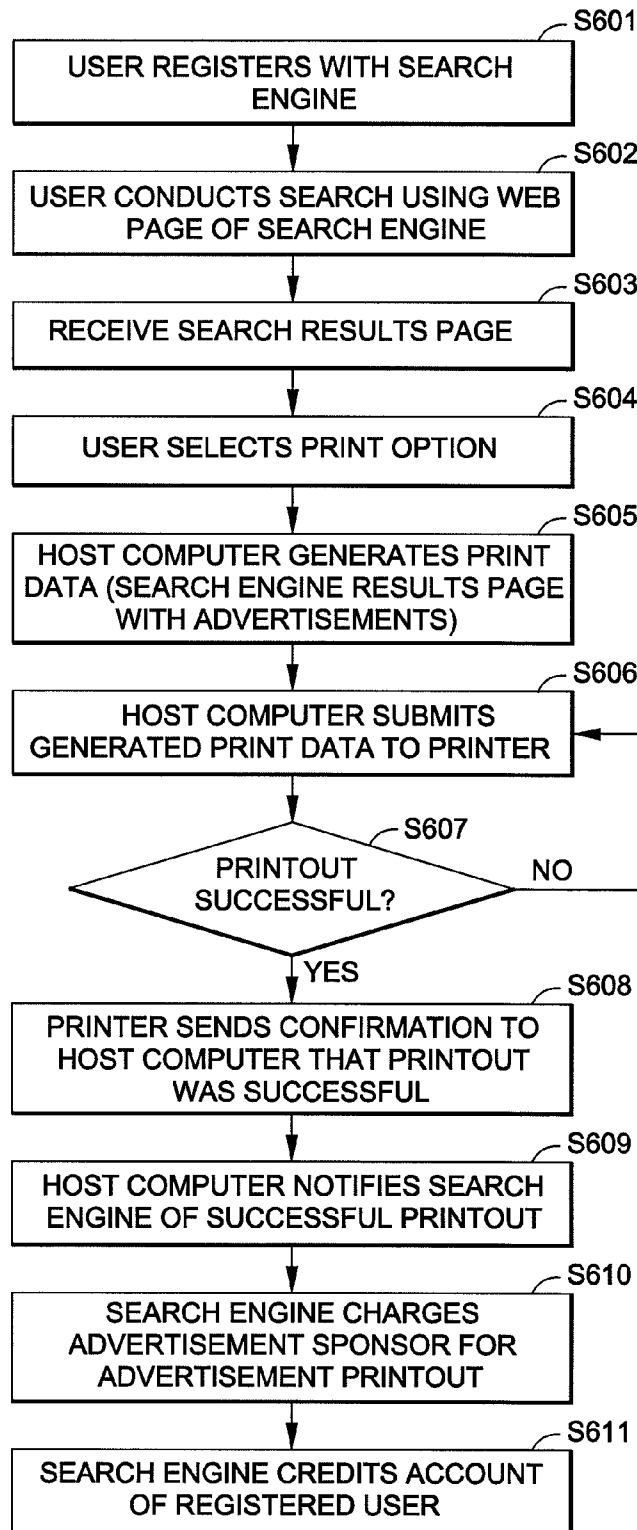 S601
USER REGISTERS WITH SEARCH
ENGINE
S602
USER CONDUCTS SEARCH USING WEB
PAGE OF SEARCH ENGINE
S603
RECEIVE SEARCH RESULTS PAGE
S604
USER SELECTS PRINT OPTION
S605
HOST COMPUTER GENERATES PRINT
DATA (SEARCH ENGINE RESULTS PAGE
WITH ADVERTISEMENTS)
S606
HOST COMPUTER SUBMITS
GENERATED PRINT DATA TO PRINTER
S607
PRINTOUT
SUCCESSFUL?
NO
YES
S608
PRINTER SENDS CONFIRMATION TO
HOST COMPUTER THAT PRINTOUT
WAS SUCCESSFUL
S609
HOST COMPUTER NOTIFIES SEARCH
ENGINE OF SUCCESSFUL PRINTOUT
S610
SEARCH ENGINE CHARGES
ADVERTISEMENT SPONSOR FOR
ADVERTISEMENT PRINTOUT
S611
SEARCH ENGINE CREDITS ACCOUNT
OF REGISTERED USER